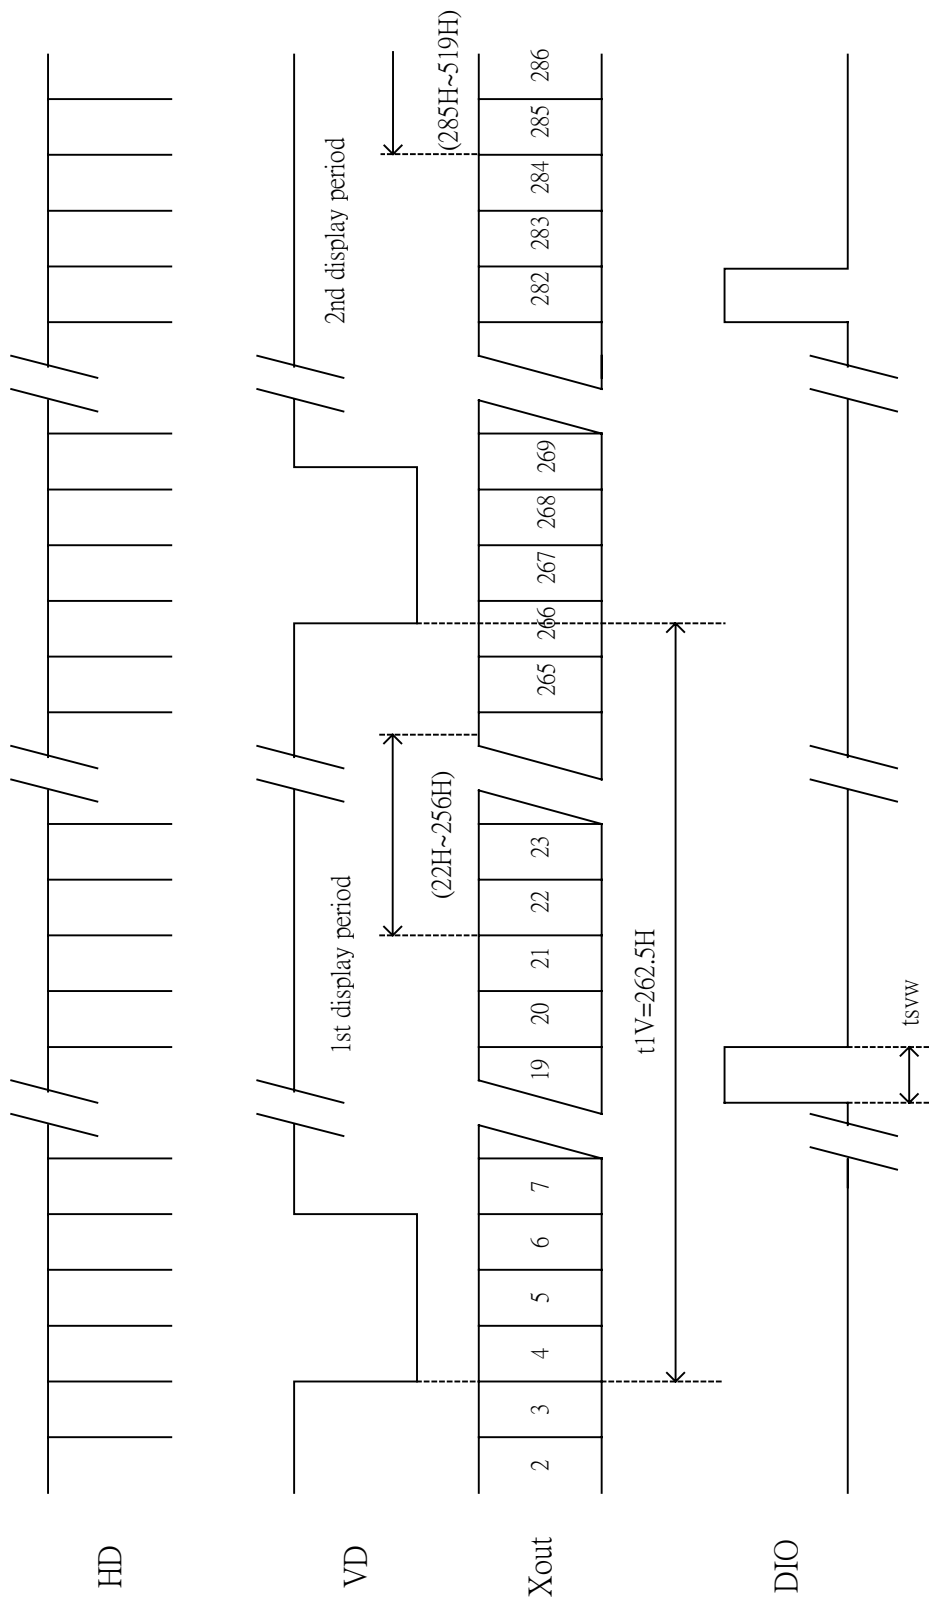 HD
VD
1st display period
2nd display period
(22H~256H)
(285H~519H)
Xout
2 3 4 5 6 7 19 20 21 22 23 265 266 267 268 269 282 283 284 285 286
t1V=262.5H
DIO
tsvw